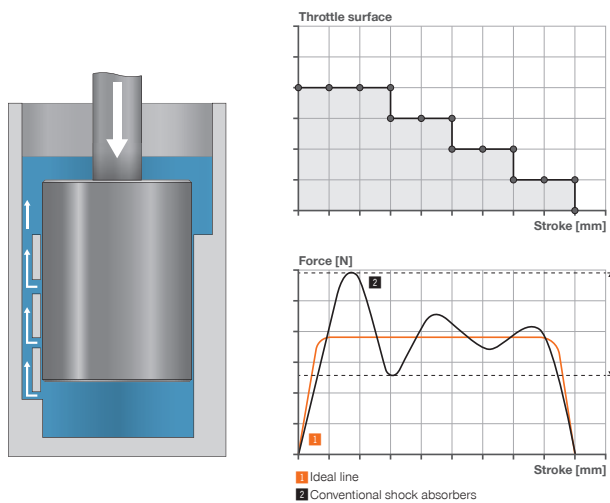 Throttle surface
Stroke [mm]
Force [N]
2
1
Stroke [mm]
1 Ideal line
2 Conventional shock absorbers